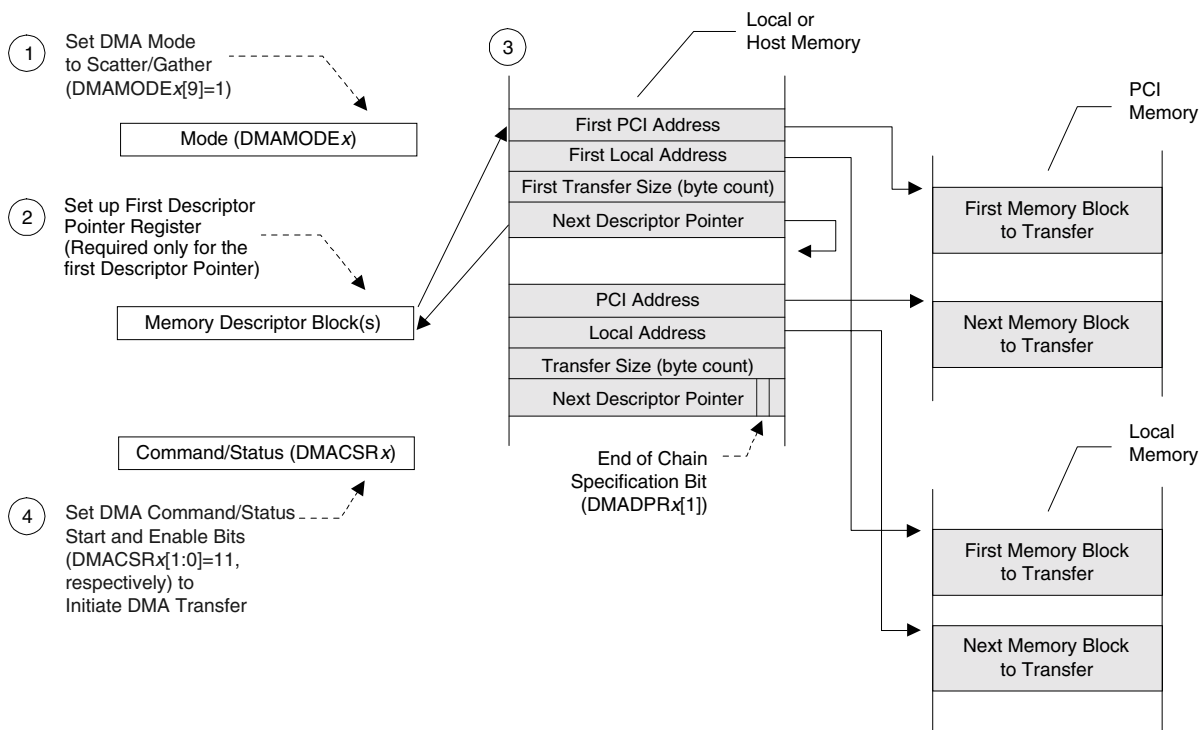 1
Set DMA Mode
to Scatter/Gather
(DMAMODEx[9]=1)
Mode (DMAMODEx)
2
Set up First Descriptor
Pointer Register
(Required only for the
first Descriptor Pointer)
Memory Descriptor Block(s)
Command/Status (DMACSRx)
4
Set DMA Command/Status
Start and Enable Bits
(DMACSRx[1:0]=11,
respectively) to
Initiate DMA Transfer
3
Local or
Host Memory
First PCI Address
First Local Address
First Transfer Size (byte count)
Next Descriptor Pointer
PCI Address
Local Address
Transfer Size (byte count)
Next Descriptor Pointer
End of Chain
Specification Bit
(DMADPRx[1])
PCI
Memory
First Memory Block
to Transfer
Next Memory Block
to Transfer
Local
Memory
First Memory Block
to Transfer
Next Memory Block
to Transfer